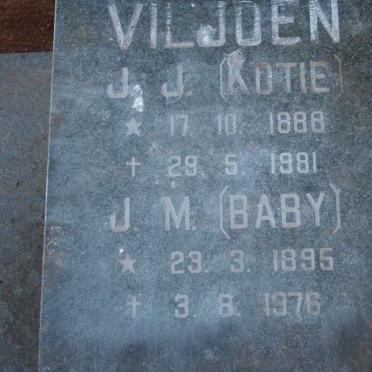 VILJOEN
J. J. (KOTIE)
* 17. 10. 1888
† 29. 5. 1981
J. M. (BABY)
* 23. 3. 1895
† 3. 8. 1976